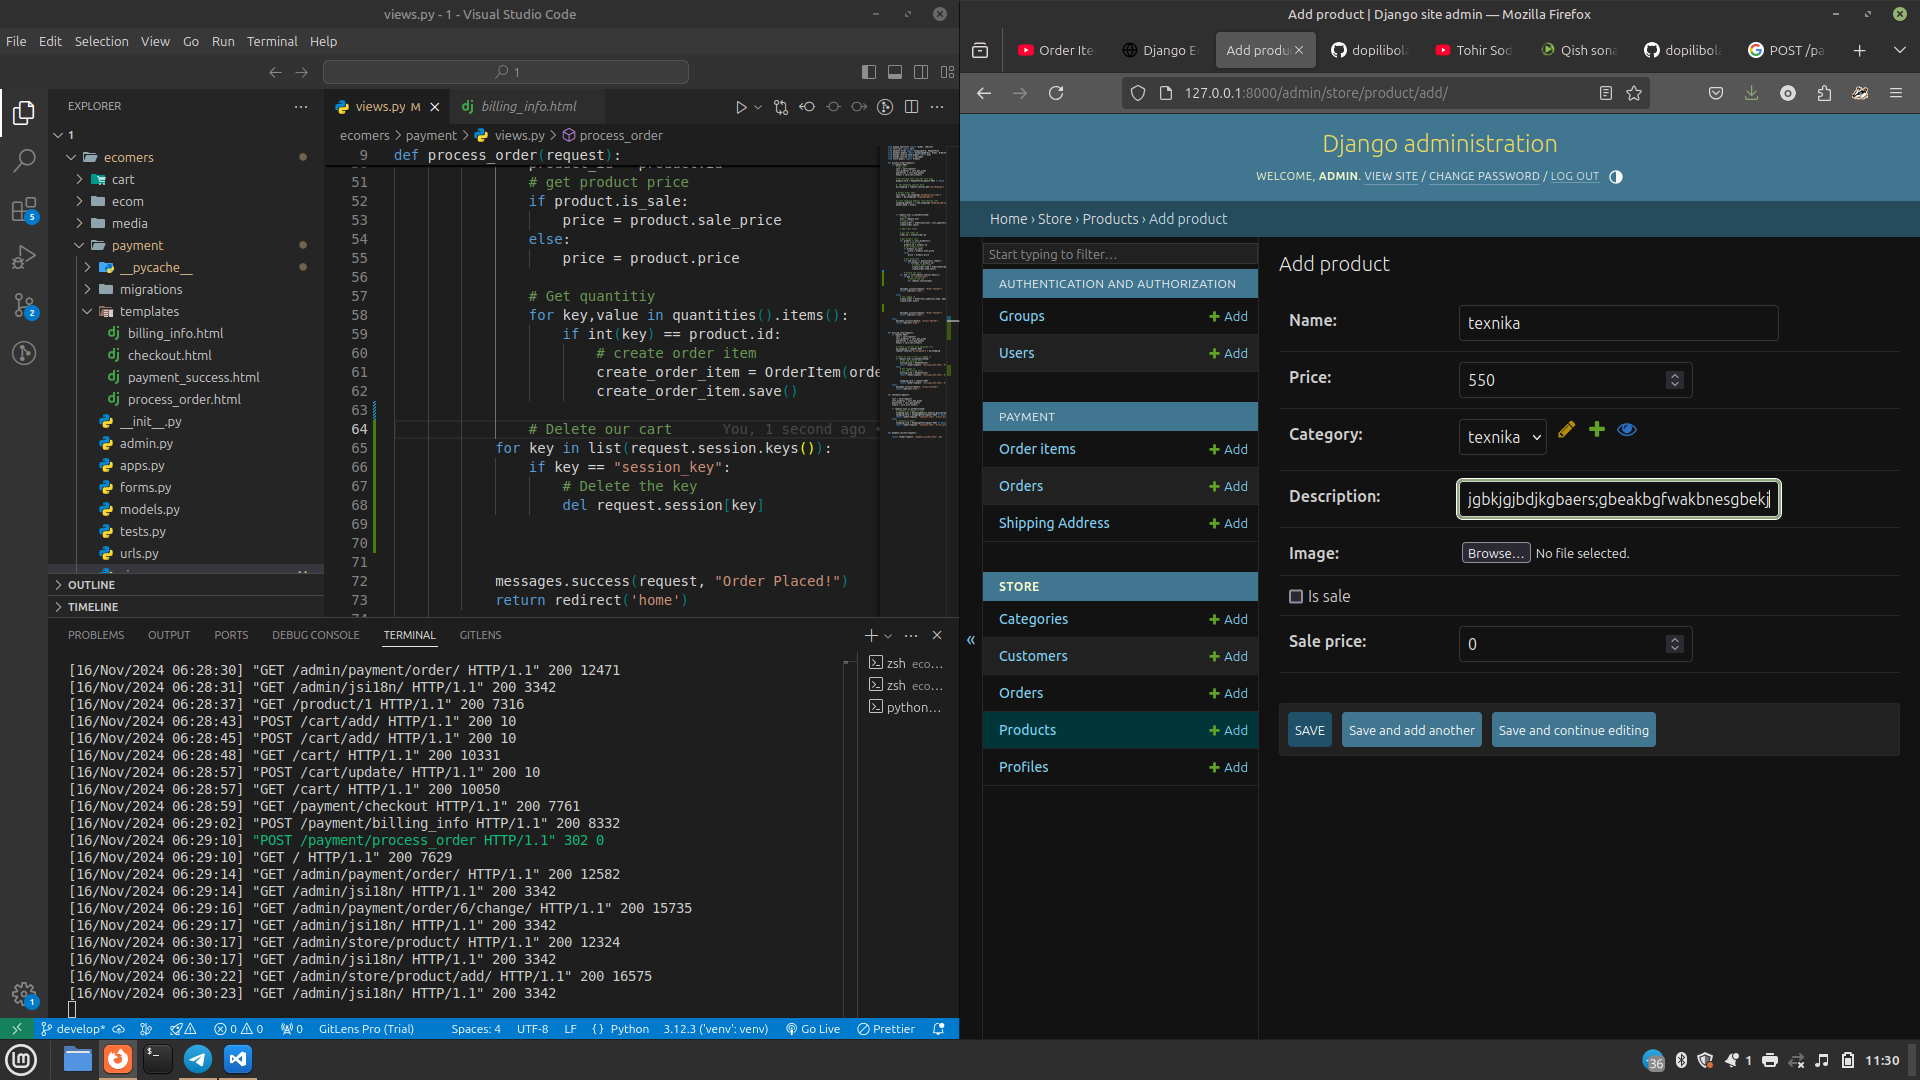 views.py - 1 - Visual Studio Code
File Edit Selection View Go Run Terminal Help
1
EXPLORER
1
ecomers
cart
ecom
media
payment
__pycache__
migrations
templates
billing_info.html
checkout.html
payment_success.html
process_order.html
__init__.py
admin.py
apps.py
forms.py
models.py
tests.py
urls.py
OUTLINE
TIMELINE
5
2
1
views.py M
billing_info.html
ecomers > payment > views.py > process_order
9 def process_order(request):
51 # get product price
52 if product.is_sale:
53 price = product.sale_price
54 else:
55 price = product.price
56
57 # Get quantitiy
58 for key,value in quantities().items():
59 if int(key) == product.id:
60 # create order item
61 create_order_item = OrderItem(orde
62 create_order_item.save()
63
64 # Delete our cart You, 1 second ago •
65 for key in list(request.session.keys()):
66 if key == "session_key":
67 # Delete the key
68 del request.session[key]
69
70
71
72 messages.success(request, "Order Placed!")
73 return redirect('home')
PROBLEMS OUTPUT PORTS DEBUG CONSOLE TERMINAL GITLENS
[16/Nov/2024 06:28:30] "GET /admin/payment/order/ HTTP/1.1" 200 12471
[16/Nov/2024 06:28:31] "GET /admin/jsi18n/ HTTP/1.1" 200 3342
[16/Nov/2024 06:28:37] "GET /product/1 HTTP/1.1" 200 7316
[16/Nov/2024 06:28:43] "POST /cart/add/ HTTP/1.1" 200 10
[16/Nov/2024 06:28:45] "POST /cart/add/ HTTP/1.1" 200 10
[16/Nov/2024 06:28:48] "GET /cart/ HTTP/1.1" 200 10331
[16/Nov/2024 06:28:57] "POST /cart/update/ HTTP/1.1" 200 10
[16/Nov/2024 06:28:57] "GET /cart/ HTTP/1.1" 200 10050
[16/Nov/2024 06:28:59] "GET /payment/checkout HTTP/1.1" 200 7761
[16/Nov/2024 06:29:02] "POST /payment/billing_info HTTP/1.1" 200 8332
[16/Nov/2024 06:29:10] "POST /payment/process_order HTTP/1.1" 302 0
[16/Nov/2024 06:29:10] "GET / HTTP/1.1" 200 7629
[16/Nov/2024 06:29:14] "GET /admin/payment/order/ HTTP/1.1" 200 12582
[16/Nov/2024 06:29:14] "GET /admin/jsi18n/ HTTP/1.1" 200 3342
[16/Nov/2024 06:29:16] "GET /admin/payment/order/6/change/ HTTP/1.1" 200 15735
[16/Nov/2024 06:29:17] "GET /admin/jsi18n/ HTTP/1.1" 200 3342
[16/Nov/2024 06:30:17] "GET /admin/store/product/ HTTP/1.1" 200 12324
[16/Nov/2024 06:30:17] "GET /admin/jsi18n/ HTTP/1.1" 200 3342
[16/Nov/2024 06:30:22] "GET /admin/store/product/add/ HTTP/1.1" 200 16575
[16/Nov/2024 06:30:23] "GET /admin/jsi18n/ HTTP/1.1" 200 3342
zsh eco...
zsh eco...
python...
develop* 0 0 0 GitLens Pro (Trial) Spaces: 4 UTF-8 LF Python 3.12.3 ('venv': venv) Go Live Prettier
Add product | Django site admin — Mozilla Firefox
Order Ite Django E Add produ dopilibol Tohir Sod Qish sona dopilibol POST /pa
127.0.0.1:8000/admin/store/product/add/
Django administration
WELCOME, ADMIN. VIEW SITE / CHANGE PASSWORD / LOG OUT
Home › Store › Products › Add product
Start typing to filter…
AUTHENTICATION AND AUTHORIZATION
Groups Add
Users Add
PAYMENT
Order items Add
Orders Add
Shipping Address Add
STORE
Categories Add
Customers Add
Orders Add
Products Add
Profiles Add
«
Add product
Name: texnika
Price: 550
Category: texnika
Description: jgbkjgjbdjkgbaers;gbeakbgfwakbnesgbekj
Image: Browse... No file selected.
Is sale
Sale price: 0
SAVE Save and add another Save and continue editing
36 1 11:30